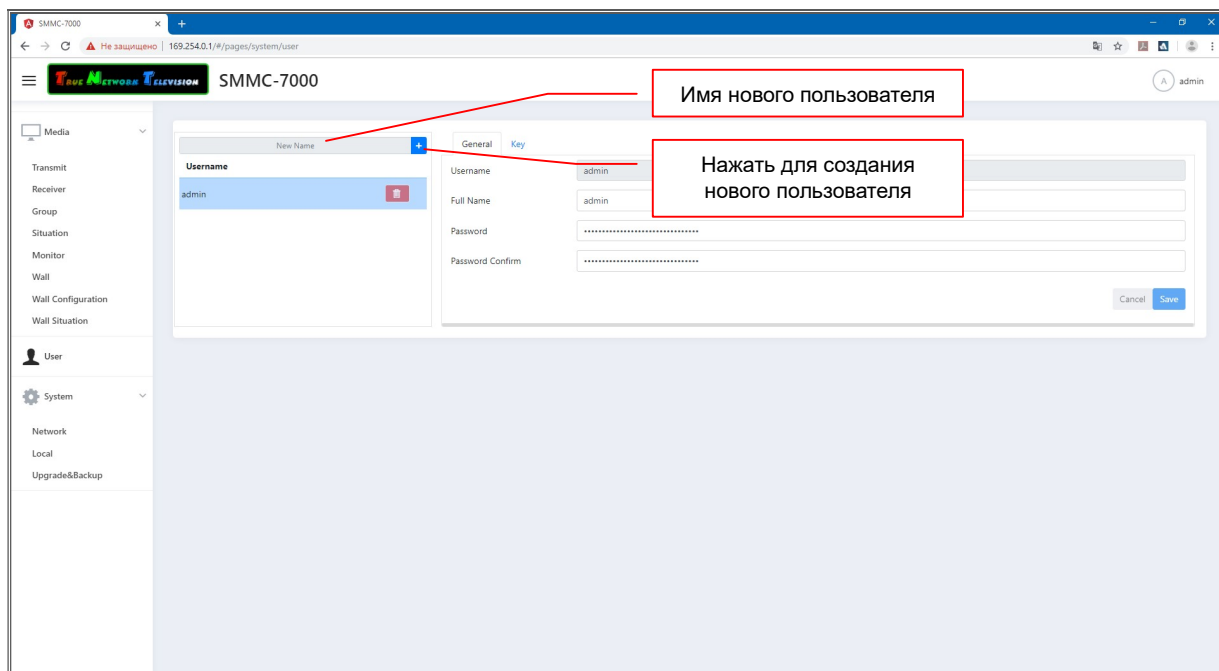 SMMC-7000
Не защищено | 169.254.0.1/#/pages/system/user
TRUE NETWORK TELEVISION
SMMC-7000
A admin
Имя нового пользователя
Нажать для создания
нового пользователя
Media
Transmit
Receiver
Group
Situation
Monitor
Wall
Wall Configuration
Wall Situation
User
System
Network
Local
Upgrade&Backup
New Name +
Username
admin
General Key
Username admin
Full Name admin
Password ••••••••••••••••••••••••••••••••
Password Confirm ••••••••••••••••••••••••••••••••
Cancel Save